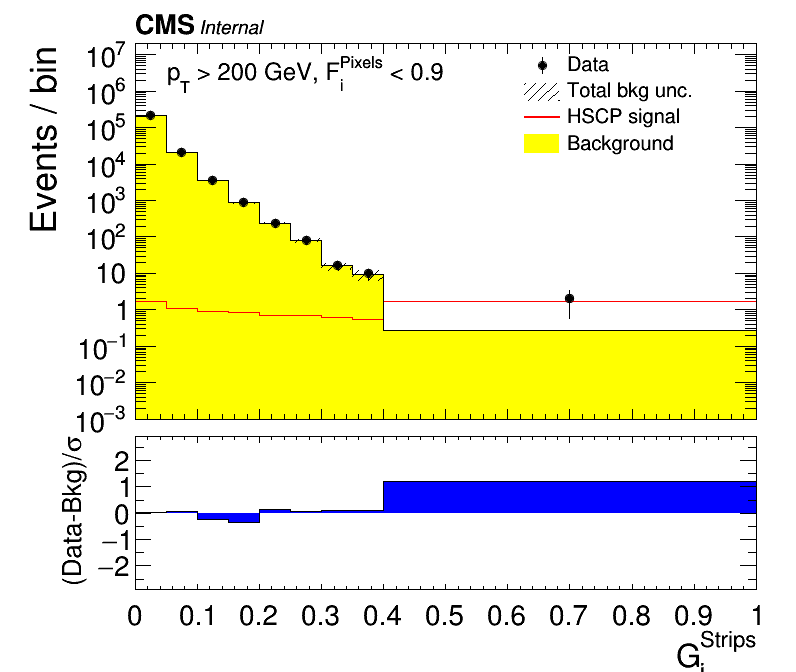 CMS Internal
p_T > 200 GeV, F_i^Pixels < 0.9
Data
Total bkg unc.
HSCP signal
Background
Events / bin
10^7
10^6
10^5
10^4
10^3
10^2
10
1
10^−1
10^−2
10^−3
(Data-Bkg)/σ
2
1
0
−1
−2
0 0.1 0.2 0.3 0.4 0.5 0.6 0.7 0.8 0.9 1
G_i^Strips